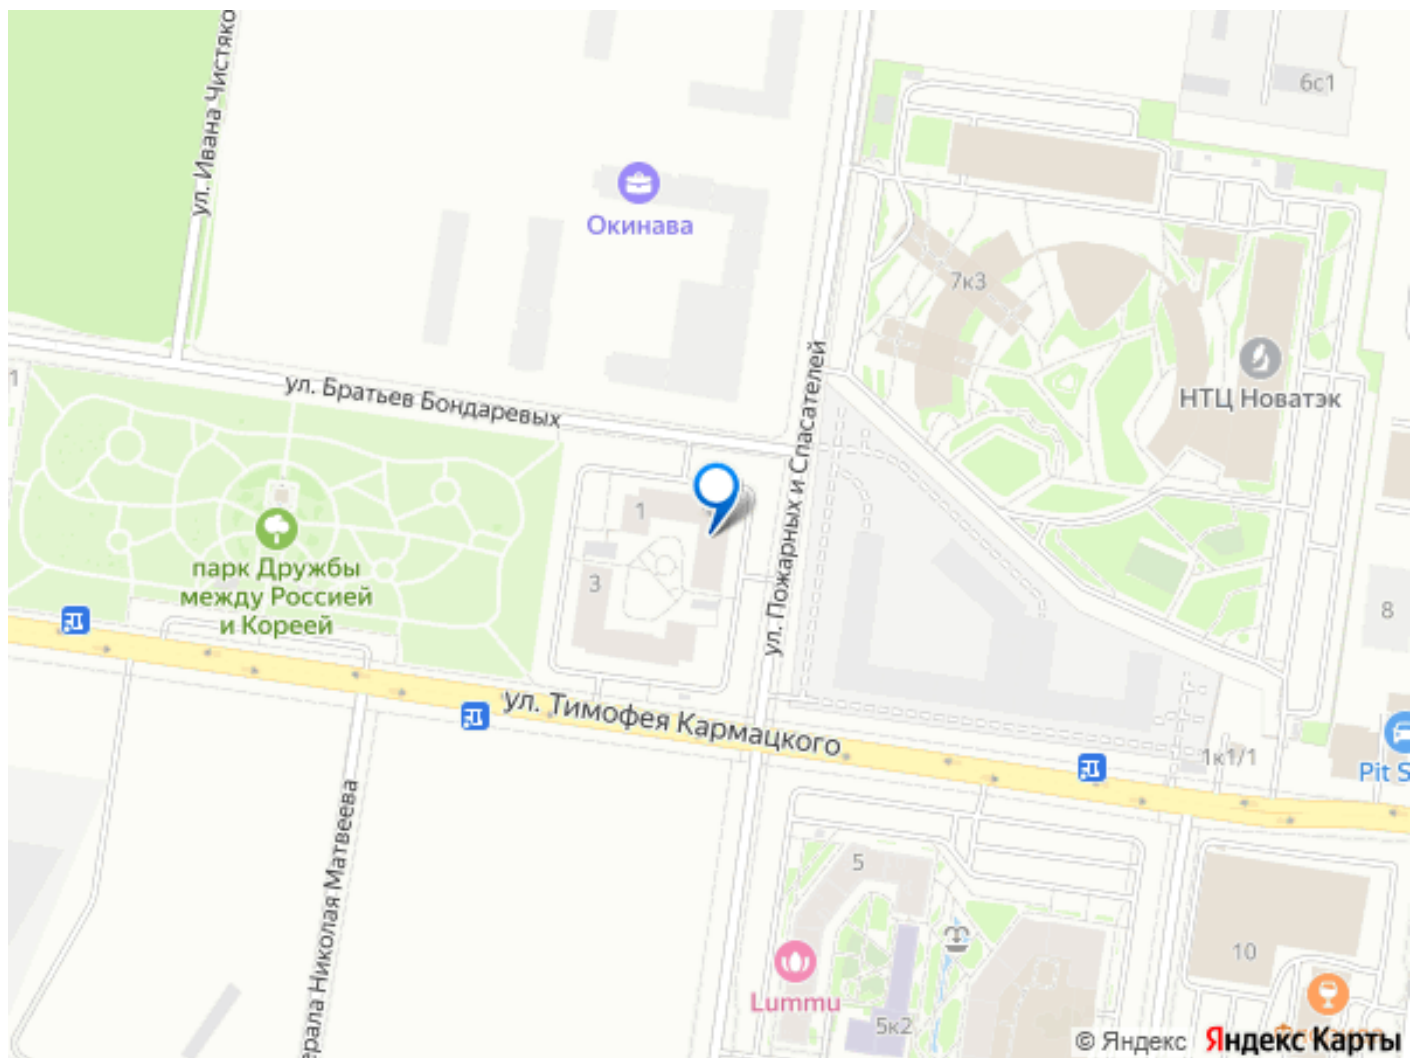 ул. Ивана Чистяко
6с1
Окинава
7к3
НТЦ Новатэк
1
ул. Братьев Бондаревых
ул. Пожарных и Спасателей
1
3
парк Дружбы
между Россией
и Кореей
8
ул. Тимофея Кармацкого
1к1/1
Pit S
ерала Николая Матвеева
5
10
Lummu
5к2
© Яндекс
Яндекс Карты